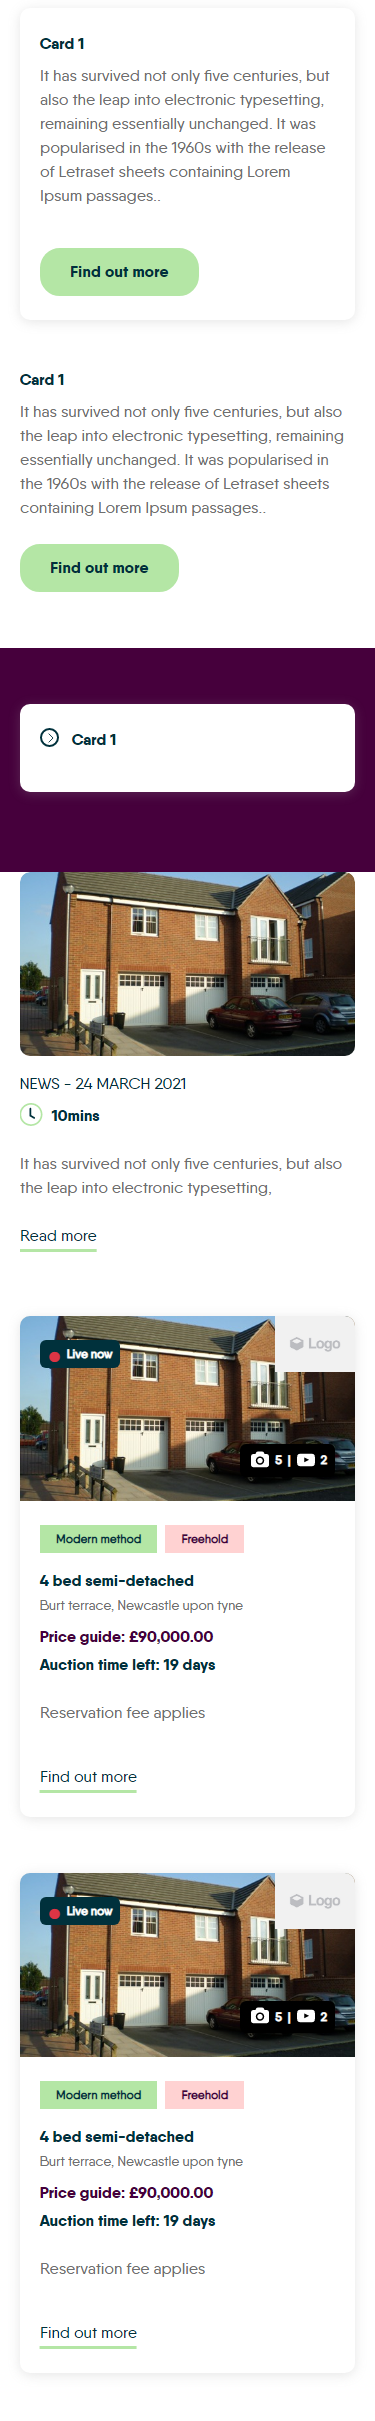 Card 1
It has survived not only five centuries, but
also the leap into electronic typesetting,
remaining essentially unchanged. It was
popularised in the 1960s with the release
of Letraset sheets containing Lorem
Ipsum passages..
Find out more
Card 1
It has survived not only five centuries, but also
the leap into electronic typesetting, remaining
essentially unchanged. It was popularised in
the 1960s with the release of Letraset sheets
containing Lorem Ipsum passages..
Find out more
Card 1
NEWS - 24 MARCH 2021
10mins
It has survived not only five centuries, but also
the leap into electronic typesetting,
Read more
Live now
Logo
5 | 2
Modern method Freehold
4 bed semi-detached
Burt terrace, Newcastle upon tyne
Price guide: £90,000.00
Auction time left: 19 days
Reservation fee applies
Find out more
Live now
Logo
5 | 2
Modern method Freehold
4 bed semi-detached
Burt terrace, Newcastle upon tyne
Price guide: £90,000.00
Auction time left: 19 days
Reservation fee applies
Find out more